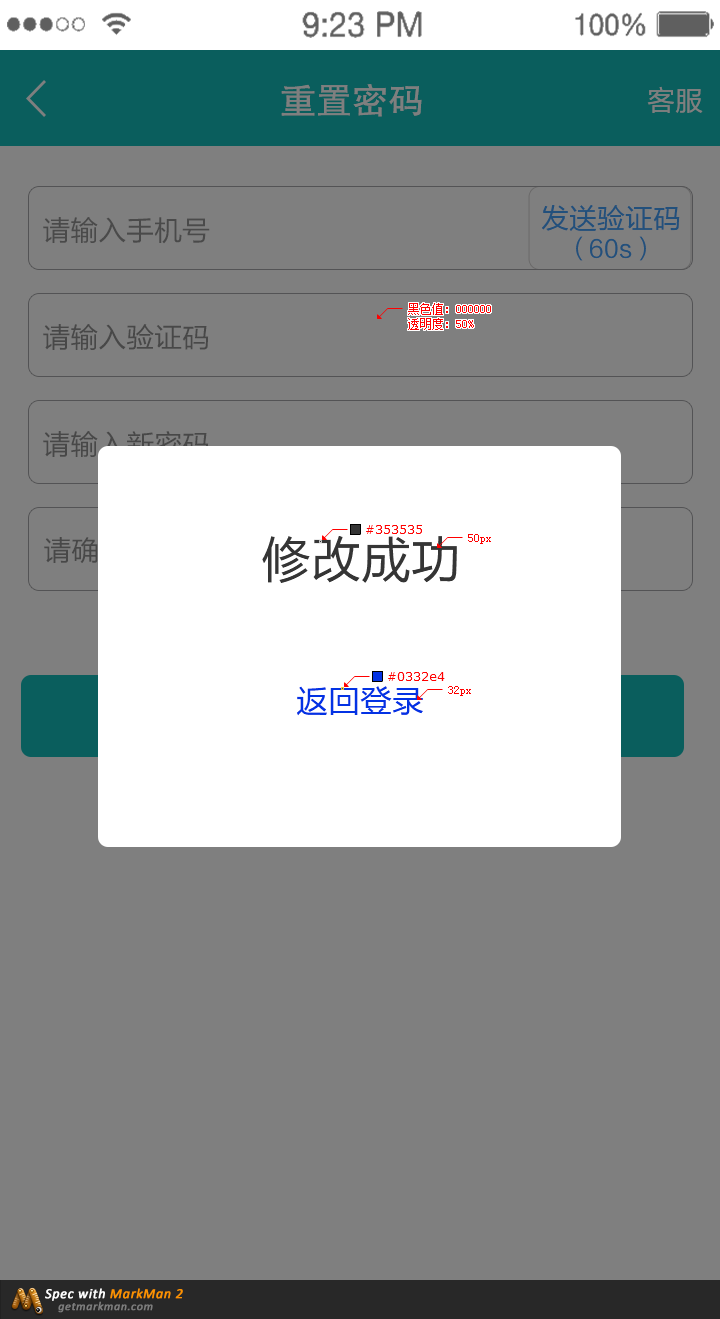 9:23 PM
100%
重置密码
客服
请输入手机号
发送验证码
（60s）
黑色值：000000
透明度：50%
请输入验证码
请输入新密码
#353535
50px
修改成功
请确
#0332e4
32px
返回登录
Spec with MarkMan 2
getmarkman.com